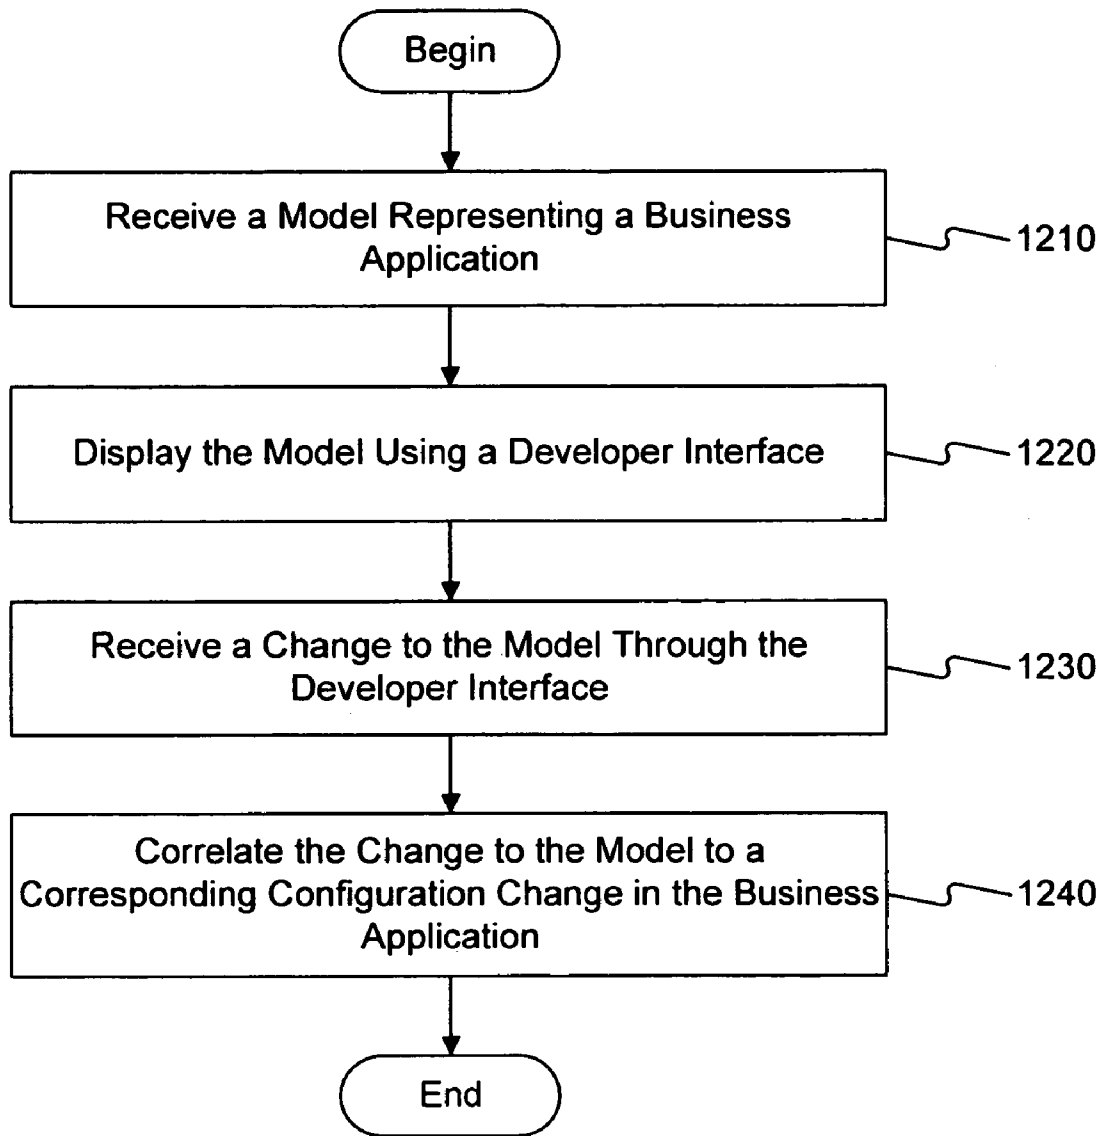 Begin
Receive a Model Representing a Business
Application
1210
Display the Model Using a Developer Interface
1220
Receive a Change to the Model Through the
Developer Interface
1230
Correlate the Change to the Model to a
Corresponding Configuration Change in the Business
Application
1240
End